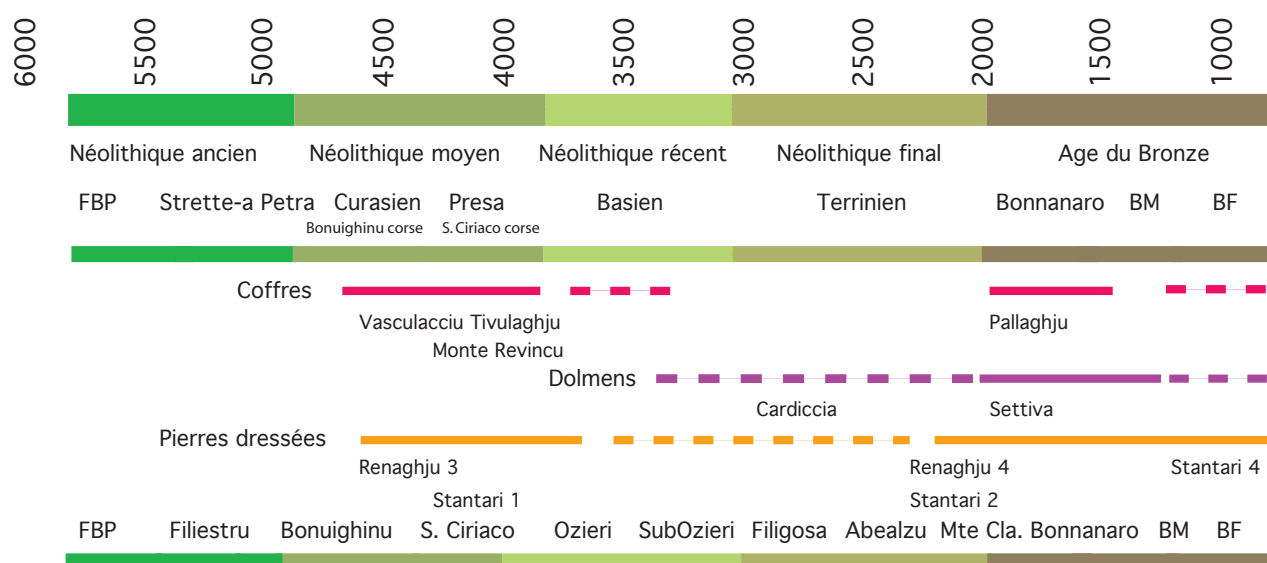 6000 5500 5000 4500 4000 3500 3000 2500 2000 1500 1000
Néolithique ancien Néolithique moyen Néolithique récent Néolithique final Age du Bronze
FBP Strette-a Petra Curasien Presa Basien Terrinien Bonnanaro BM BF
Bonuighinu corse S. Ciriaco corse
Coffres
Vasculacciu Tivulaghju Pallaghju
Monte Revincu
Dolmens
Cardiccia Settiva
Pierres dressées
Renaghju 3 Renaghju 4 Stantari 4
Stantari 1 Stantari 2
FBP Filiestru Bonuighinu S. Ciriaco Ozieri SubOzieri Filigosa Abealzu Mte Cla. Bonnanaro BM BF